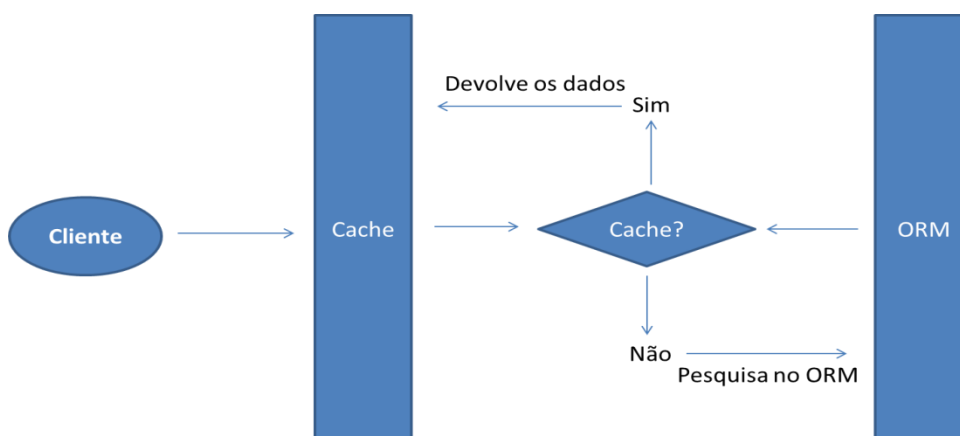 Devolve os dados
Sim
Cliente
Cache
Cache?
ORM
Não
Pesquisa no ORM